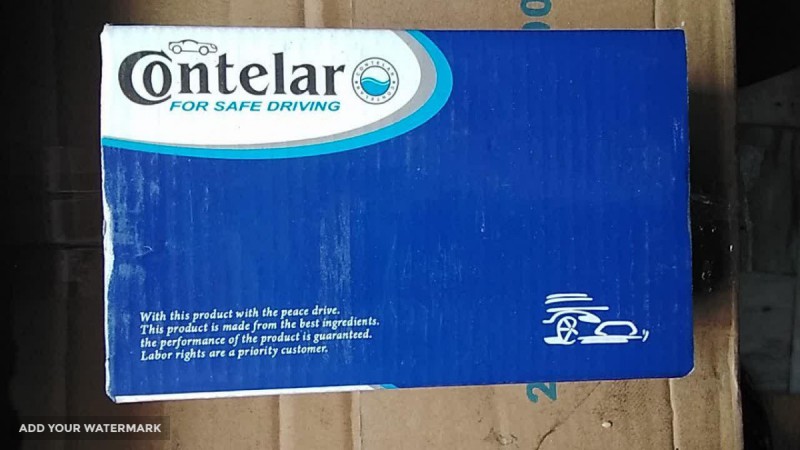 Contelar
FOR SAFE DRIVING
With this product with the peace drive.
This product is made from the best ingredients.
the performance of the product is guaranteed.
Labor rights are a priority customer.
ADD YOUR WATERMARK